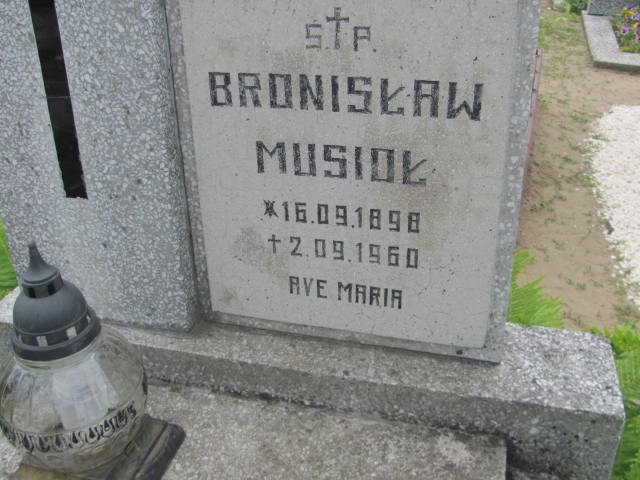 Ś✝P.
BRONISŁAW
MUSIOŁ
*16.09.1898
†2.09.1960
AVE MARIA